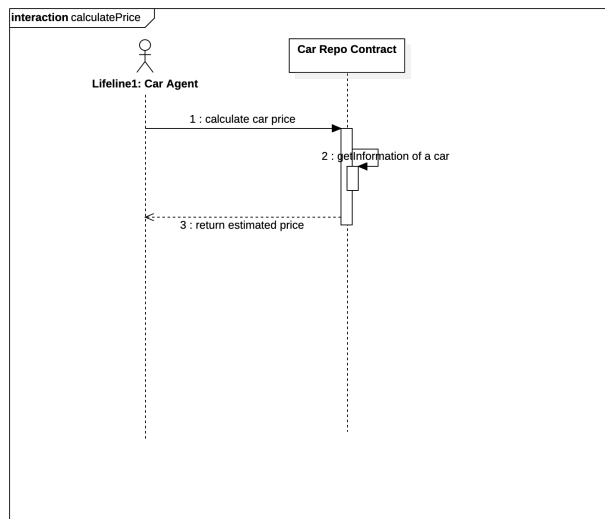 interaction calculatePrice
Car Repo Contract
Lifeline1: Car Agent
1 : calculate car price
2 : getInformation of a car
3 : return estimated price